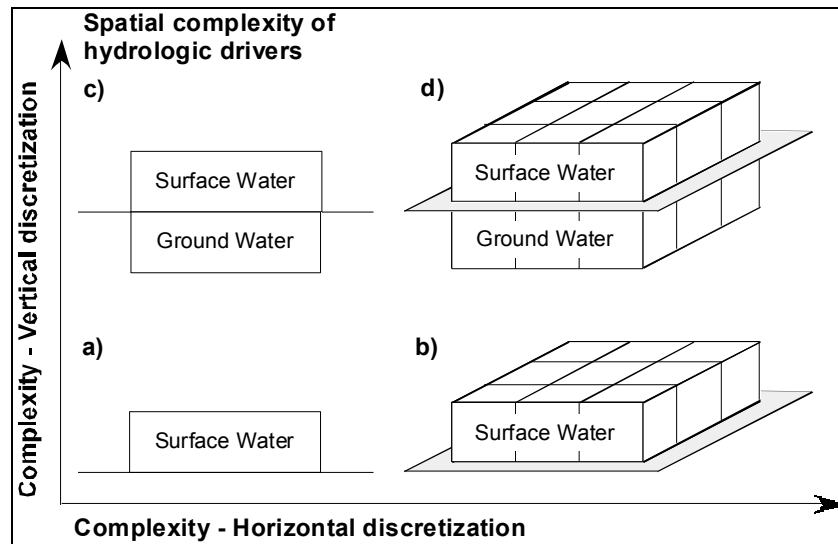 Spatial complexity of
hydrologic drivers
c)
d)
Surface Water
Ground Water
Surface Water
Ground Water
a)
b)
Surface Water
Surface Water
Complexity - Vertical discretization
Complexity - Horizontal discretization